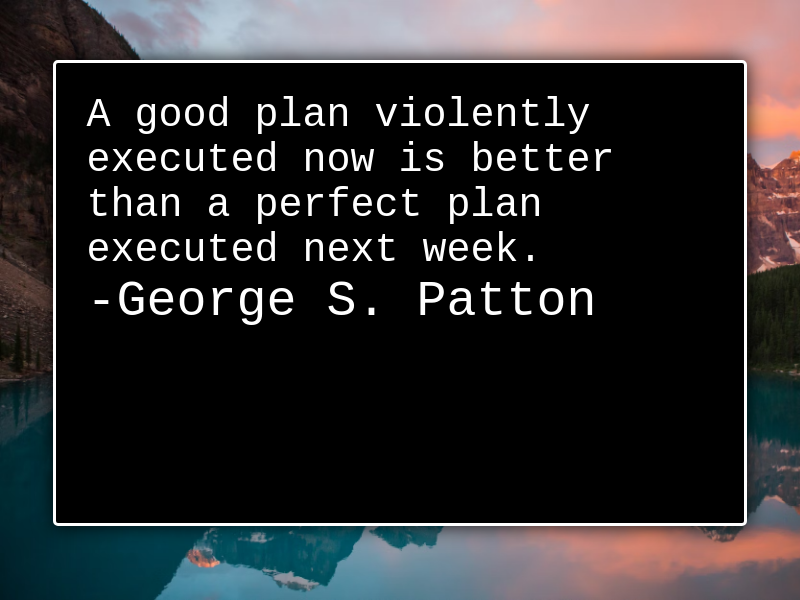 A good plan violently
executed now is better
than a perfect plan
executed next week.
-George S. Patton